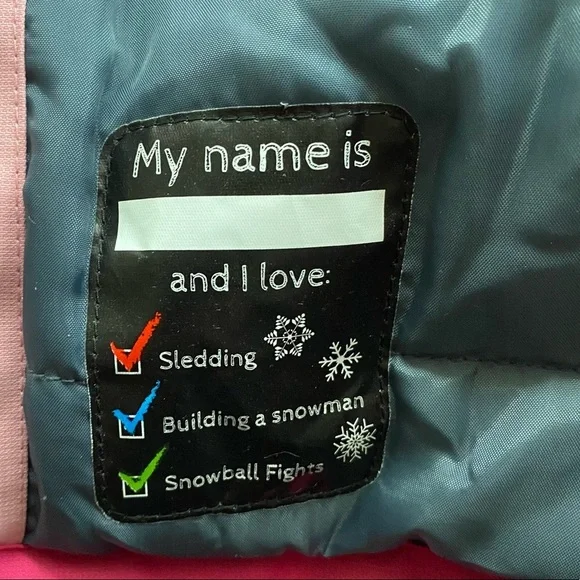 My name is
and I love:
Sledding
Building a snowman
Snowball Fights